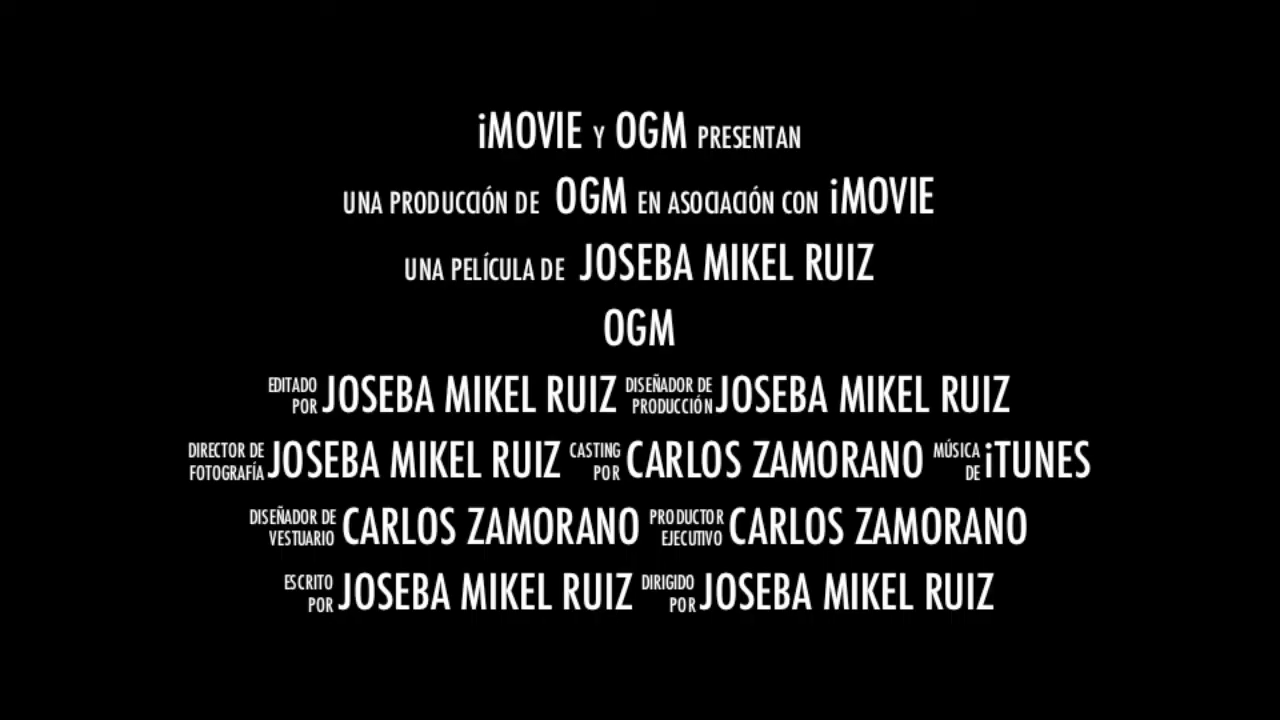 iMOVIE Y OGM PRESENTAN
UNA PRODUCCIÓN DE OGM EN ASOCIACIÓN CON iMOVIE
UNA PELÍCULA DE JOSEBA MIKEL RUIZ
OGM
EDITADO POR JOSEBA MIKEL RUIZ DISEÑADOR DE PRODUCCIÓN JOSEBA MIKEL RUIZ
DIRECTOR DE FOTOGRAFÍA JOSEBA MIKEL RUIZ CASTING POR CARLOS ZAMORANO MÚSICA DE iTUNES
DISEÑADOR DE VESTUARIO CARLOS ZAMORANO PRODUCTOR EJECUTIVO CARLOS ZAMORANO
ESCRITO POR JOSEBA MIKEL RUIZ DIRIGIDO POR JOSEBA MIKEL RUIZ